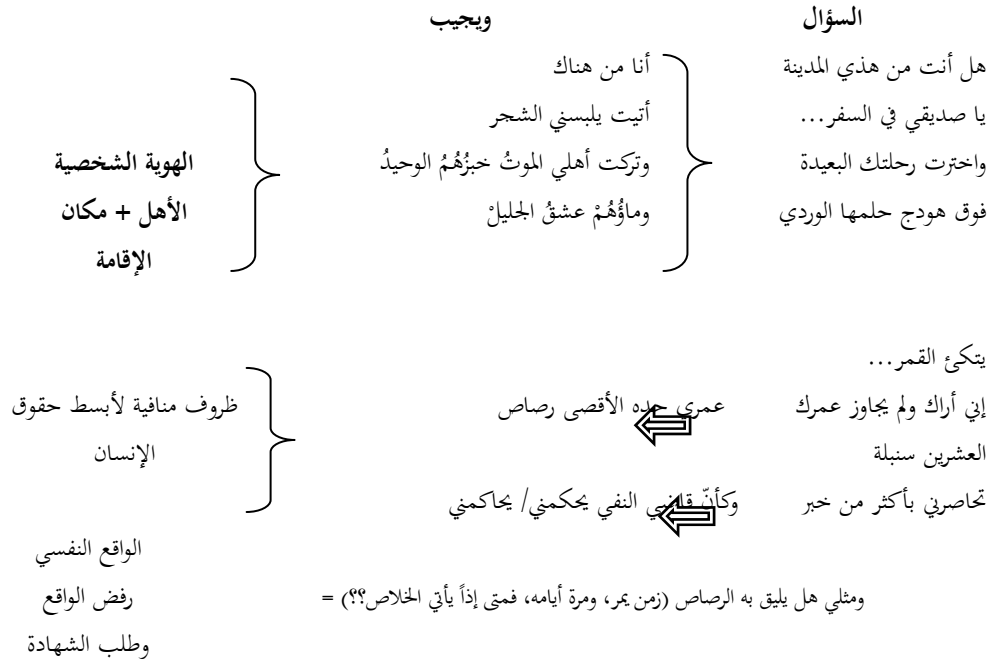 السؤال ويجيب
هل أنت من هذي المدينة أنا من هناك
يا صديقي في السفر... أتيت يلبسني الشجر
واخترت رحلتك البعيدة وتركت أهلي الموتُ خبزُهُمُ الوحيدُ الهوية الشخصية
فوق هودج حلمها الوردي وماؤُهُمْ عشقُ الجليلْ الأهل + مكان
الإقامة
يتكئ القمر...
إني أراك ولم يجاوز عمرك عمري حده الأقصى رصاص ظروف منافية لأبسط حقوق
العشرين سنبلة الإنسان
تحاصرني بأكثر من خبر وكأنّ قاضي النفي يحكمني/ يحاكمني
الواقع النفسي
ومثلي هل يليق به الرصاص (زمن يمر، ومرة أيامه، فمتى إذاً يأتي الخلاص؟؟) = رفض الواقع
وطلب الشهادة